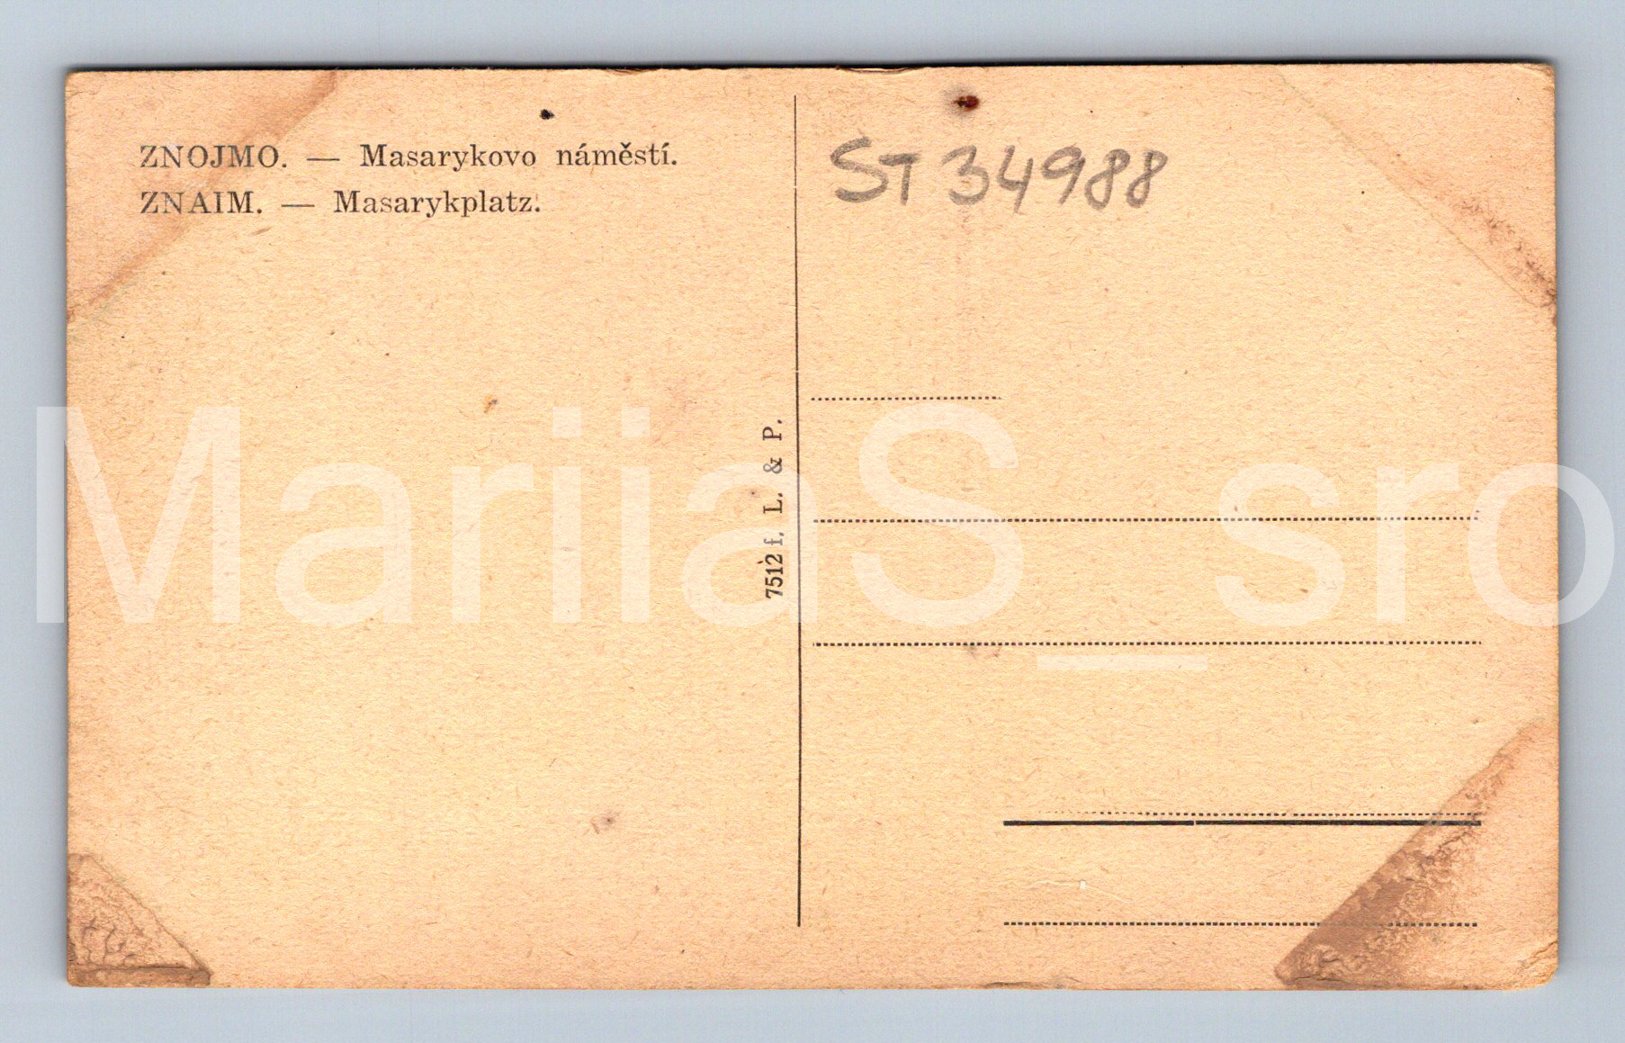 ZNOJMO. — Masarykovo náměstí.
ZNAIM. — Masarykplatz.
ST 34988
7512 f, L. & P.
MariiaS_sro